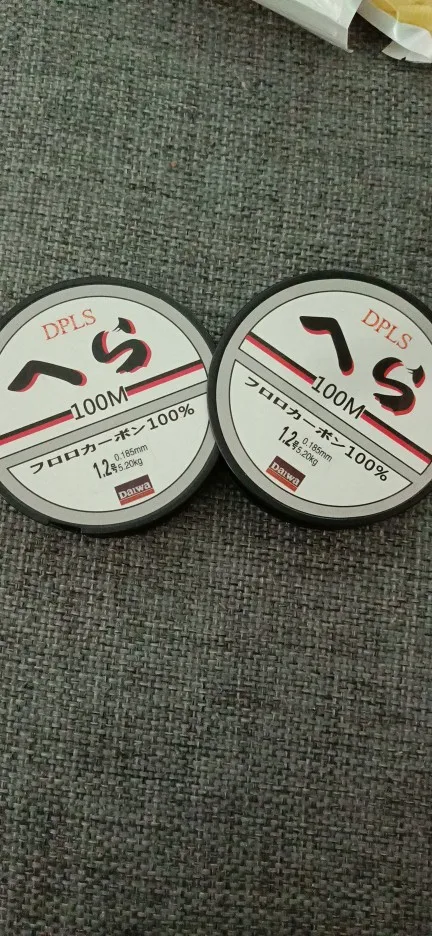 DPLS
へら
100M
フロロカーボン100%
1.2号
0.185mm
5.20kg
Daiwa
DPLS
へら
100M
フロロカーボン100%
1.2号
0.185mm
5.20kg
Daiwa